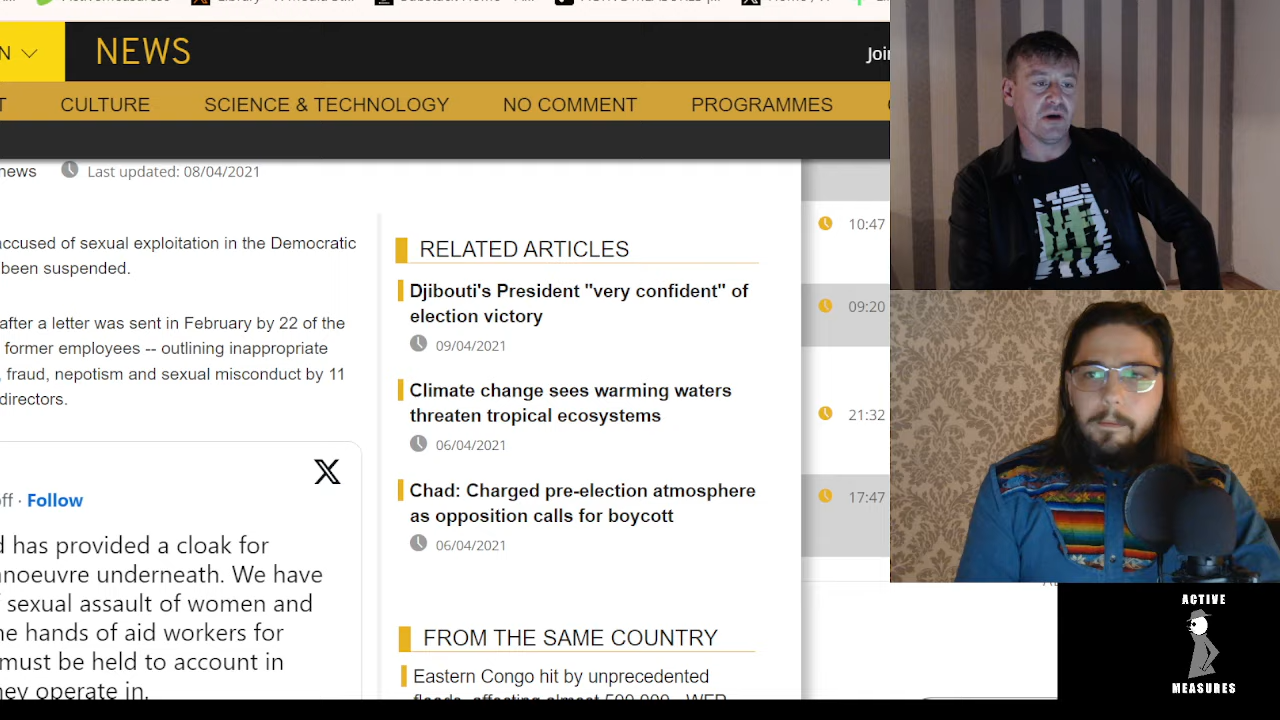 NEWS
Join
CULTURE
SCIENCE & TECHNOLOGY
NO COMMENT
PROGRAMMES
news
Last updated: 08/04/2021
accused of sexual exploitation in the Democratic
been suspended.
after a letter was sent in February by 22 of the
former employees -- outlining inappropriate
, fraud, nepotism and sexual misconduct by 11
directors.
Follow
has provided a cloak for
underneath. We have
sexual assault of women and
hands of aid workers for
must be held to account in
operate in.
RELATED ARTICLES
Djibouti's President "very confident" of
election victory
09/04/2021
Climate change sees warming waters
threaten tropical ecosystems
06/04/2021
Chad: Charged pre-election atmosphere
as opposition calls for boycott
06/04/2021
FROM THE SAME COUNTRY
Eastern Congo hit by unprecedented
10:47
09:20
21:32
17:47
ACTIVE
MEASURES